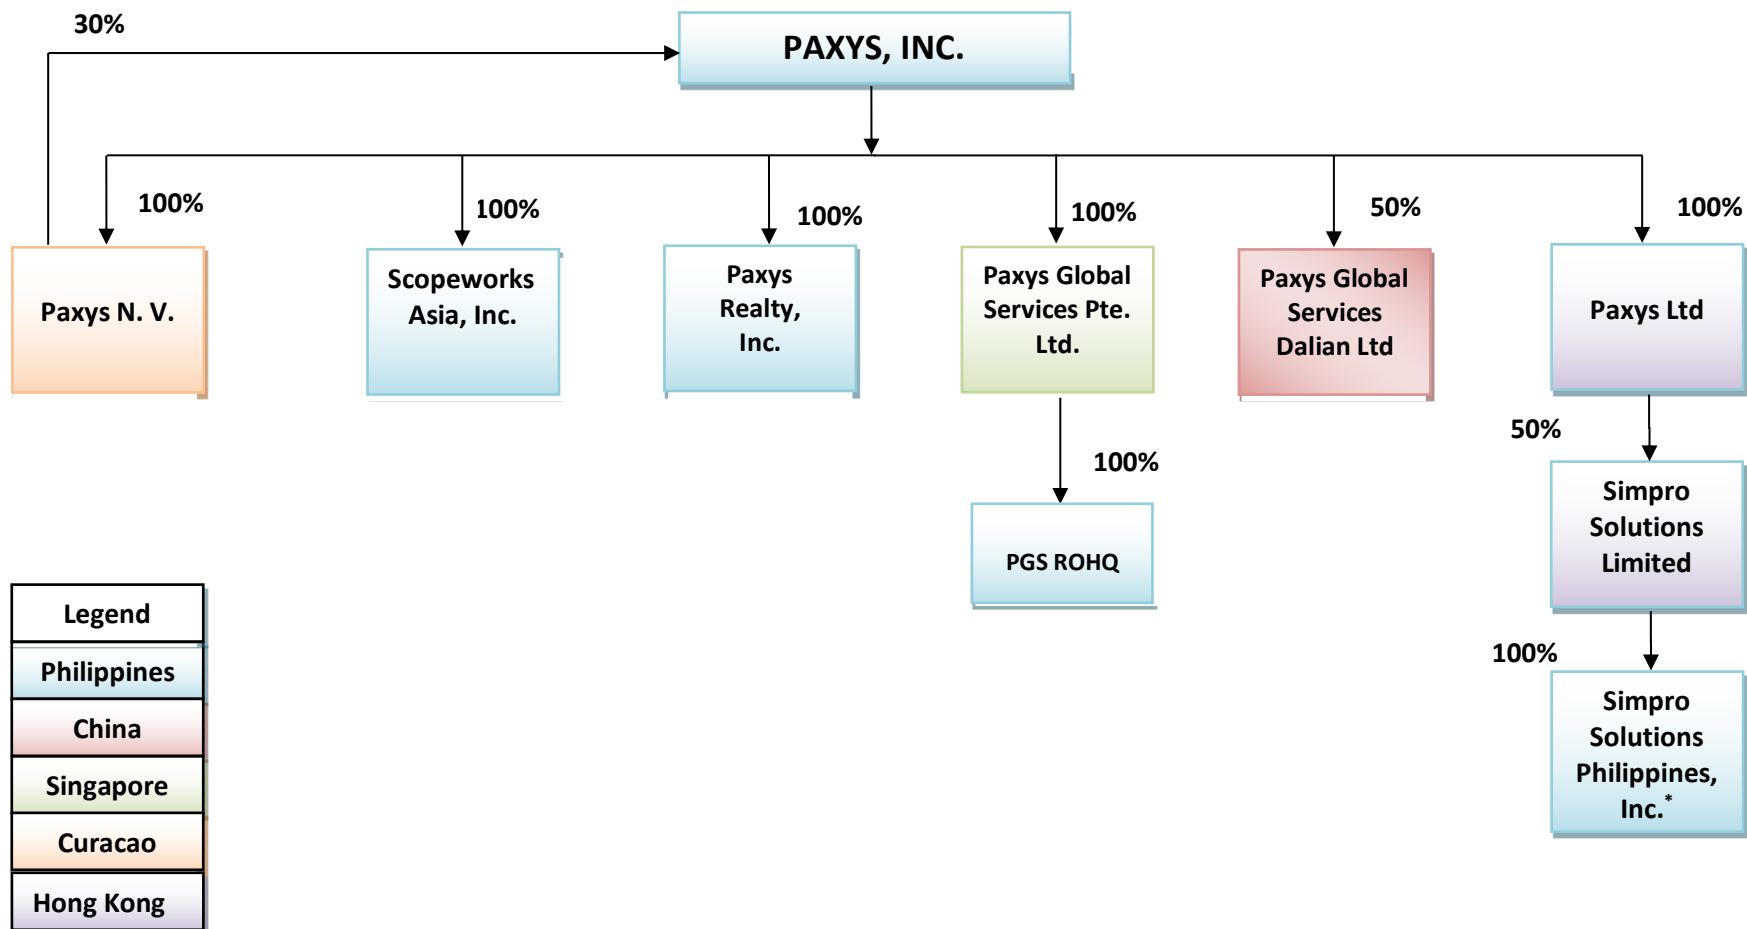 30%
PAXYS, INC.
100%
100%
100%
100%
50%
100%
Paxys N. V.
Scopeworks
Asia, Inc.
Paxys
Realty,
Inc.
Paxys Global
Services Pte.
Ltd.
Paxys Global
Services
Dalian Ltd
Paxys Ltd
100%
PGS ROHQ
50%
Simpro
Solutions
Limited
100%
Simpro
Solutions
Philippines,
Inc.*
Legend
Philippines
China
Singapore
Curacao
Hong Kong